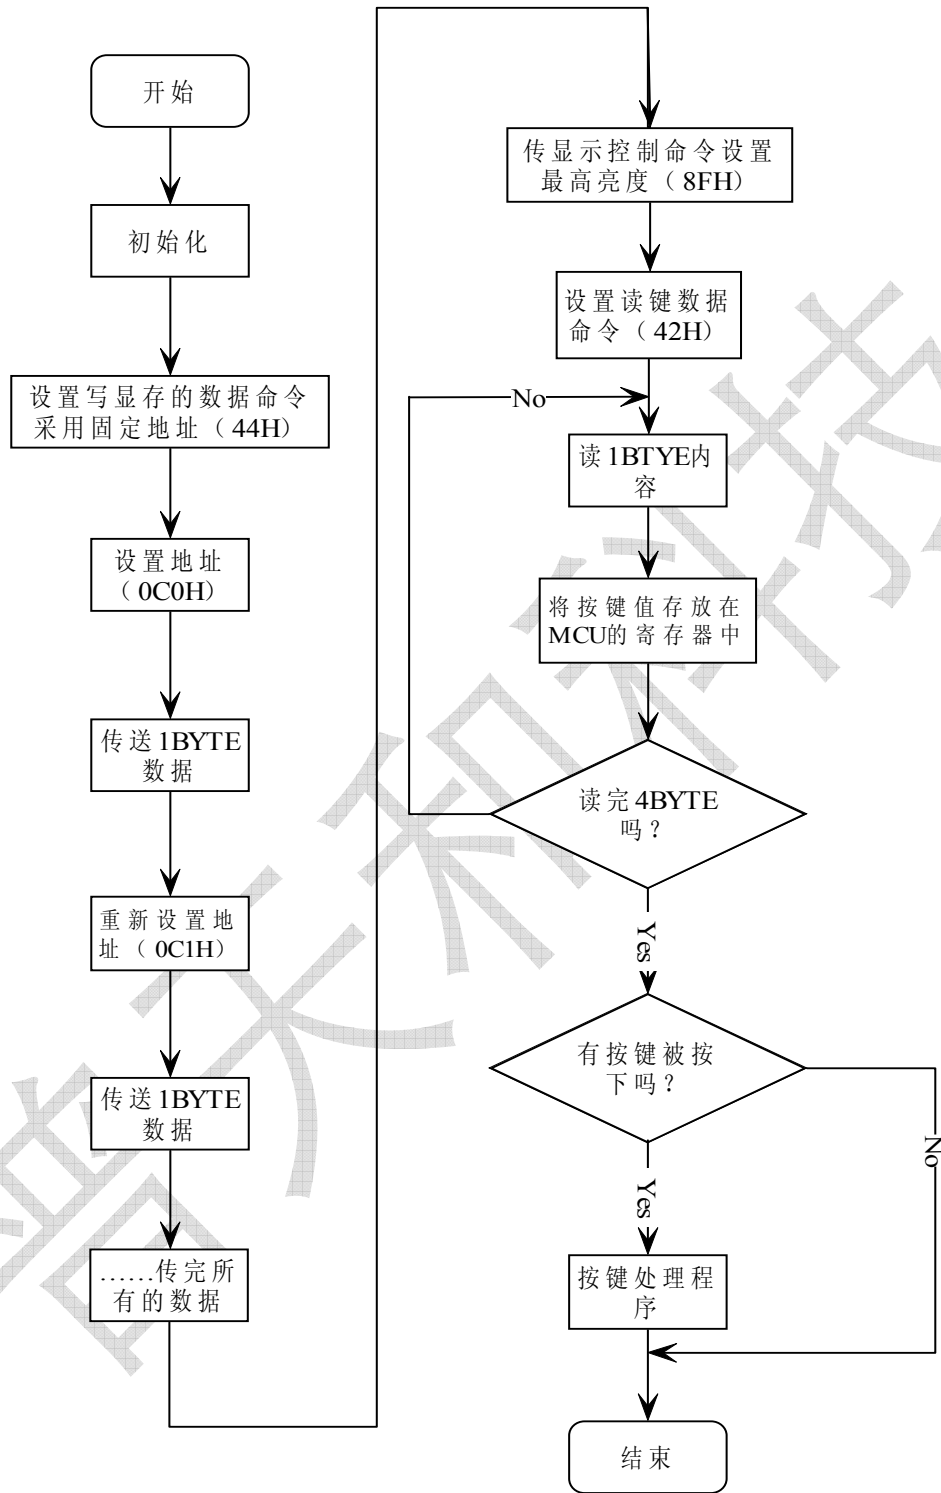 开始
初始化
设置写显存的数据命令
采用固定地址（44H）
设置地址
（0C0H）
传送1BYTE
数据
重新设置地
址（0C1H）
传送1BYTE
数据
......传完所
有的数据
传显示控制命令设置
最高亮度（8FH）
设置读键数据
命令（42H）
No
读1BTYE内
容
将按键值存放在
MCU的寄存器中
读完4BYTE
吗？
Yes
有按键被按
下吗？
No
Yes
按键处理程
序
结束
普天和科技